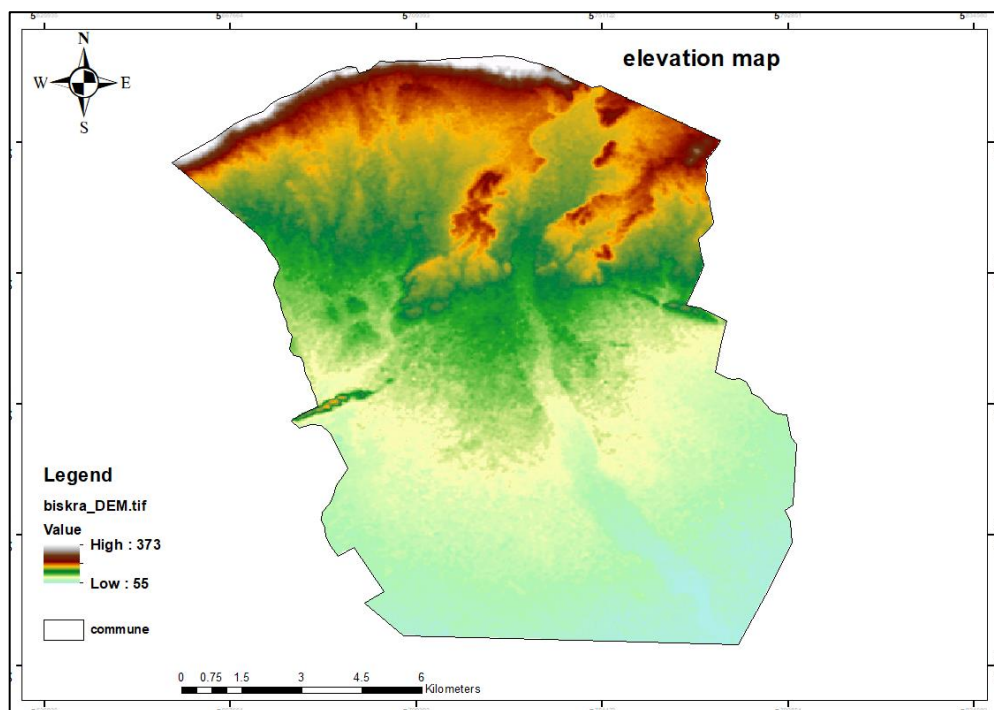 elevation map
N
W E
S
Legend
biskra_DEM.tif
Value
High : 373
Low : 55
commune
0 0.75 1.5 3 4.5 6
Kilometers